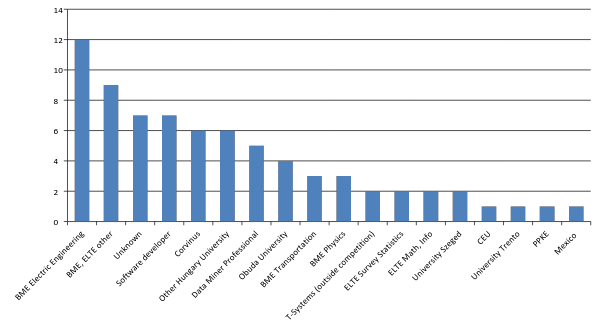 14
12
10
8
6
4
2
0
BME Electric Engineering
BME, ELTE other
Unknown
Software developer
Corvinus
Other Hungary University
Data Miner Professional
Obuda University
BME Transportation
BME Physics
T-Systems (outside competition)
ELTE Survey Statistics
ELTE Math, Info
University Szeged
CEU
University Trento
PPKE
Mexico